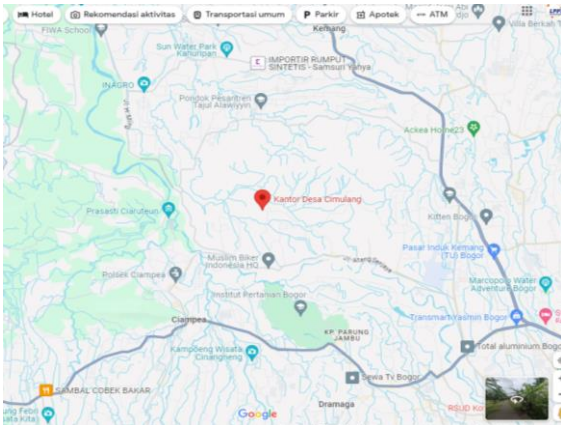 Hotel
Rekomendasi aktivitas
Transportasi umum
P Parkir
Apotek
ATM
FIWA School
Kemang
Villa Berkah
Sun Water Park
Kahuripan
IMPORTIR RUMPUT
SINTETIS - Samsuri Yahya
INAGRO
Pondok Pesantren
Tajul Alawiyyin
Ackea Home23
Kantor Desa Cimulang
Prasasti Ciaruteun
Kitten Bogor
Pasar Induk Kemang
(TU) Bogor
Muslim Biker
Indonesia HQ
Polsek Ciampea
Marcopolo Water
Adventure Bogor
Institut Pertanian Bogor
Transmart Yasmin Bogor
Ciampea
KP. PARUNG
JAMBU
Total aluminium Bogor
Kampoeng Wisata
Cinangneng
Sewa Tv Bogor
SAMBAL COBEK BAKAR
Dramaga
Google
RSUD